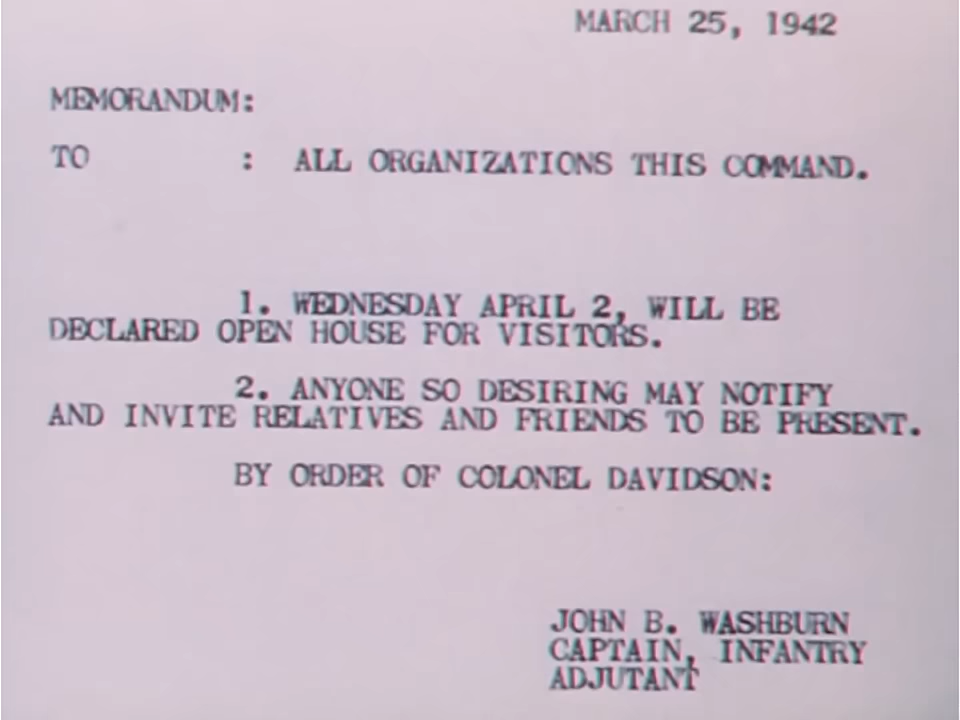 MARCH 25, 1942
MEMORANDUM:
TO : ALL ORGANIZATIONS THIS COMMAND.
1. WEDNESDAY APRIL 2, WILL BE
DECLARED OPEN HOUSE FOR VISITORS.
2. ANYONE SO DESIRING MAY NOTIFY
AND INVITE RELATIVES AND FRIENDS TO BE PRESENT.
BY ORDER OF COLONEL DAVIDSON:
JOHN B. WASHBURN
CAPTAIN, INFANTRY
ADJUTANT